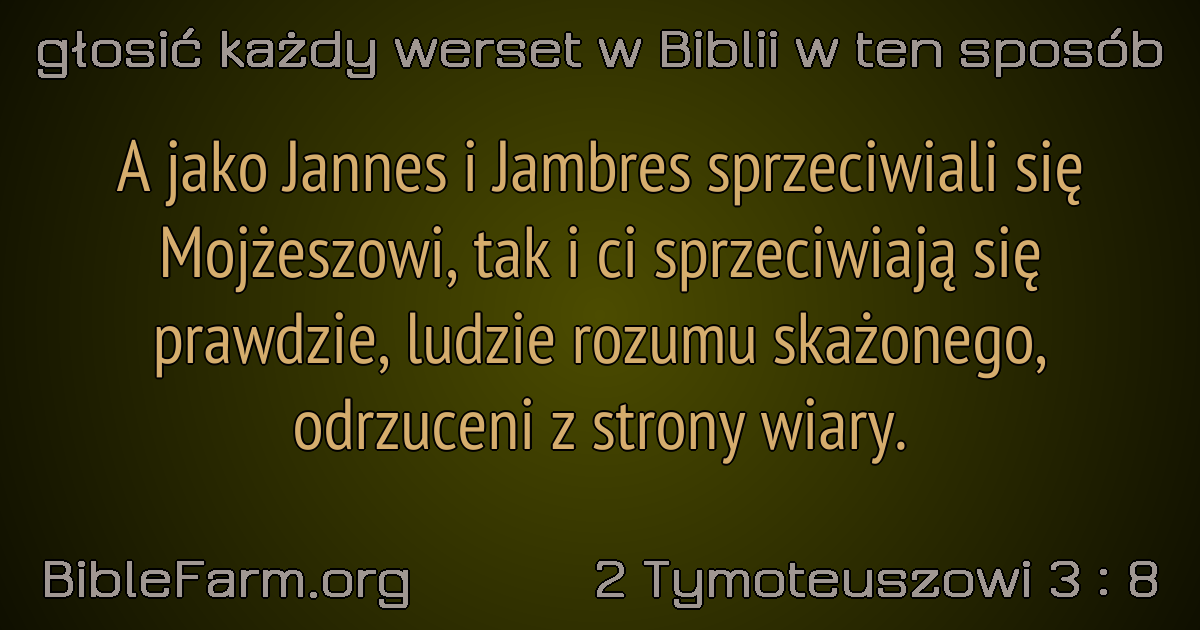 głosić każdy werset w Biblii w ten sposób
A jako Jannes i Jambres sprzeciwiali się
Mojżeszowi, tak i ci sprzeciwiają się
prawdzie, ludzie rozumu skażonego,
odrzuceni z strony wiary.
BibleFarm.org
2 Tymoteuszowi 3 : 8